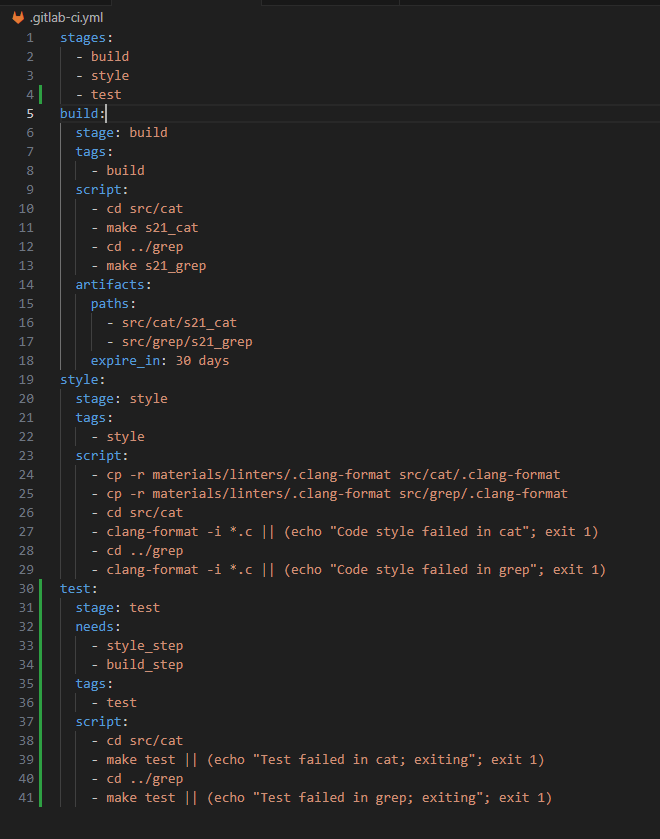 .gitlab-ci.yml
1 stages:
2   - build
3   - style
4   - test
5 build:
6   stage: build
7   tags:
8     - build
9   script:
10     - cd src/cat
11     - make s21_cat
12     - cd ../grep
13     - make s21_grep
14   artifacts:
15     paths:
16       - src/cat/s21_cat
17       - src/grep/s21_grep
18     expire_in: 30 days
19 style:
20   stage: style
21   tags:
22     - style
23   script:
24     - cp -r materials/linters/.clang-format src/cat/.clang-format
25     - cp -r materials/linters/.clang-format src/grep/.clang-format
26     - cd src/cat
27     - clang-format -i *.c || (echo "Code style failed in cat"; exit 1)
28     - cd ../grep
29     - clang-format -i *.c || (echo "Code style failed in grep"; exit 1)
30 test:
31   stage: test
32   needs:
33     - style_step
34     - build_step
35   tags:
36     - test
37   script:
38     - cd src/cat
39     - make test || (echo "Test failed in cat; exiting"; exit 1)
40     - cd ../grep
41     - make test || (echo "Test failed in grep; exiting"; exit 1)